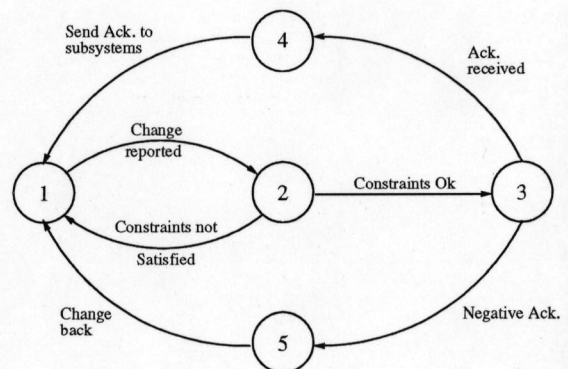 Send Ack. to
subsystems
4
Ack.
received
Change
reported
1
2
Constraints Ok
3
Constraints not
Satisfied
Change
back
5
Negative Ack.